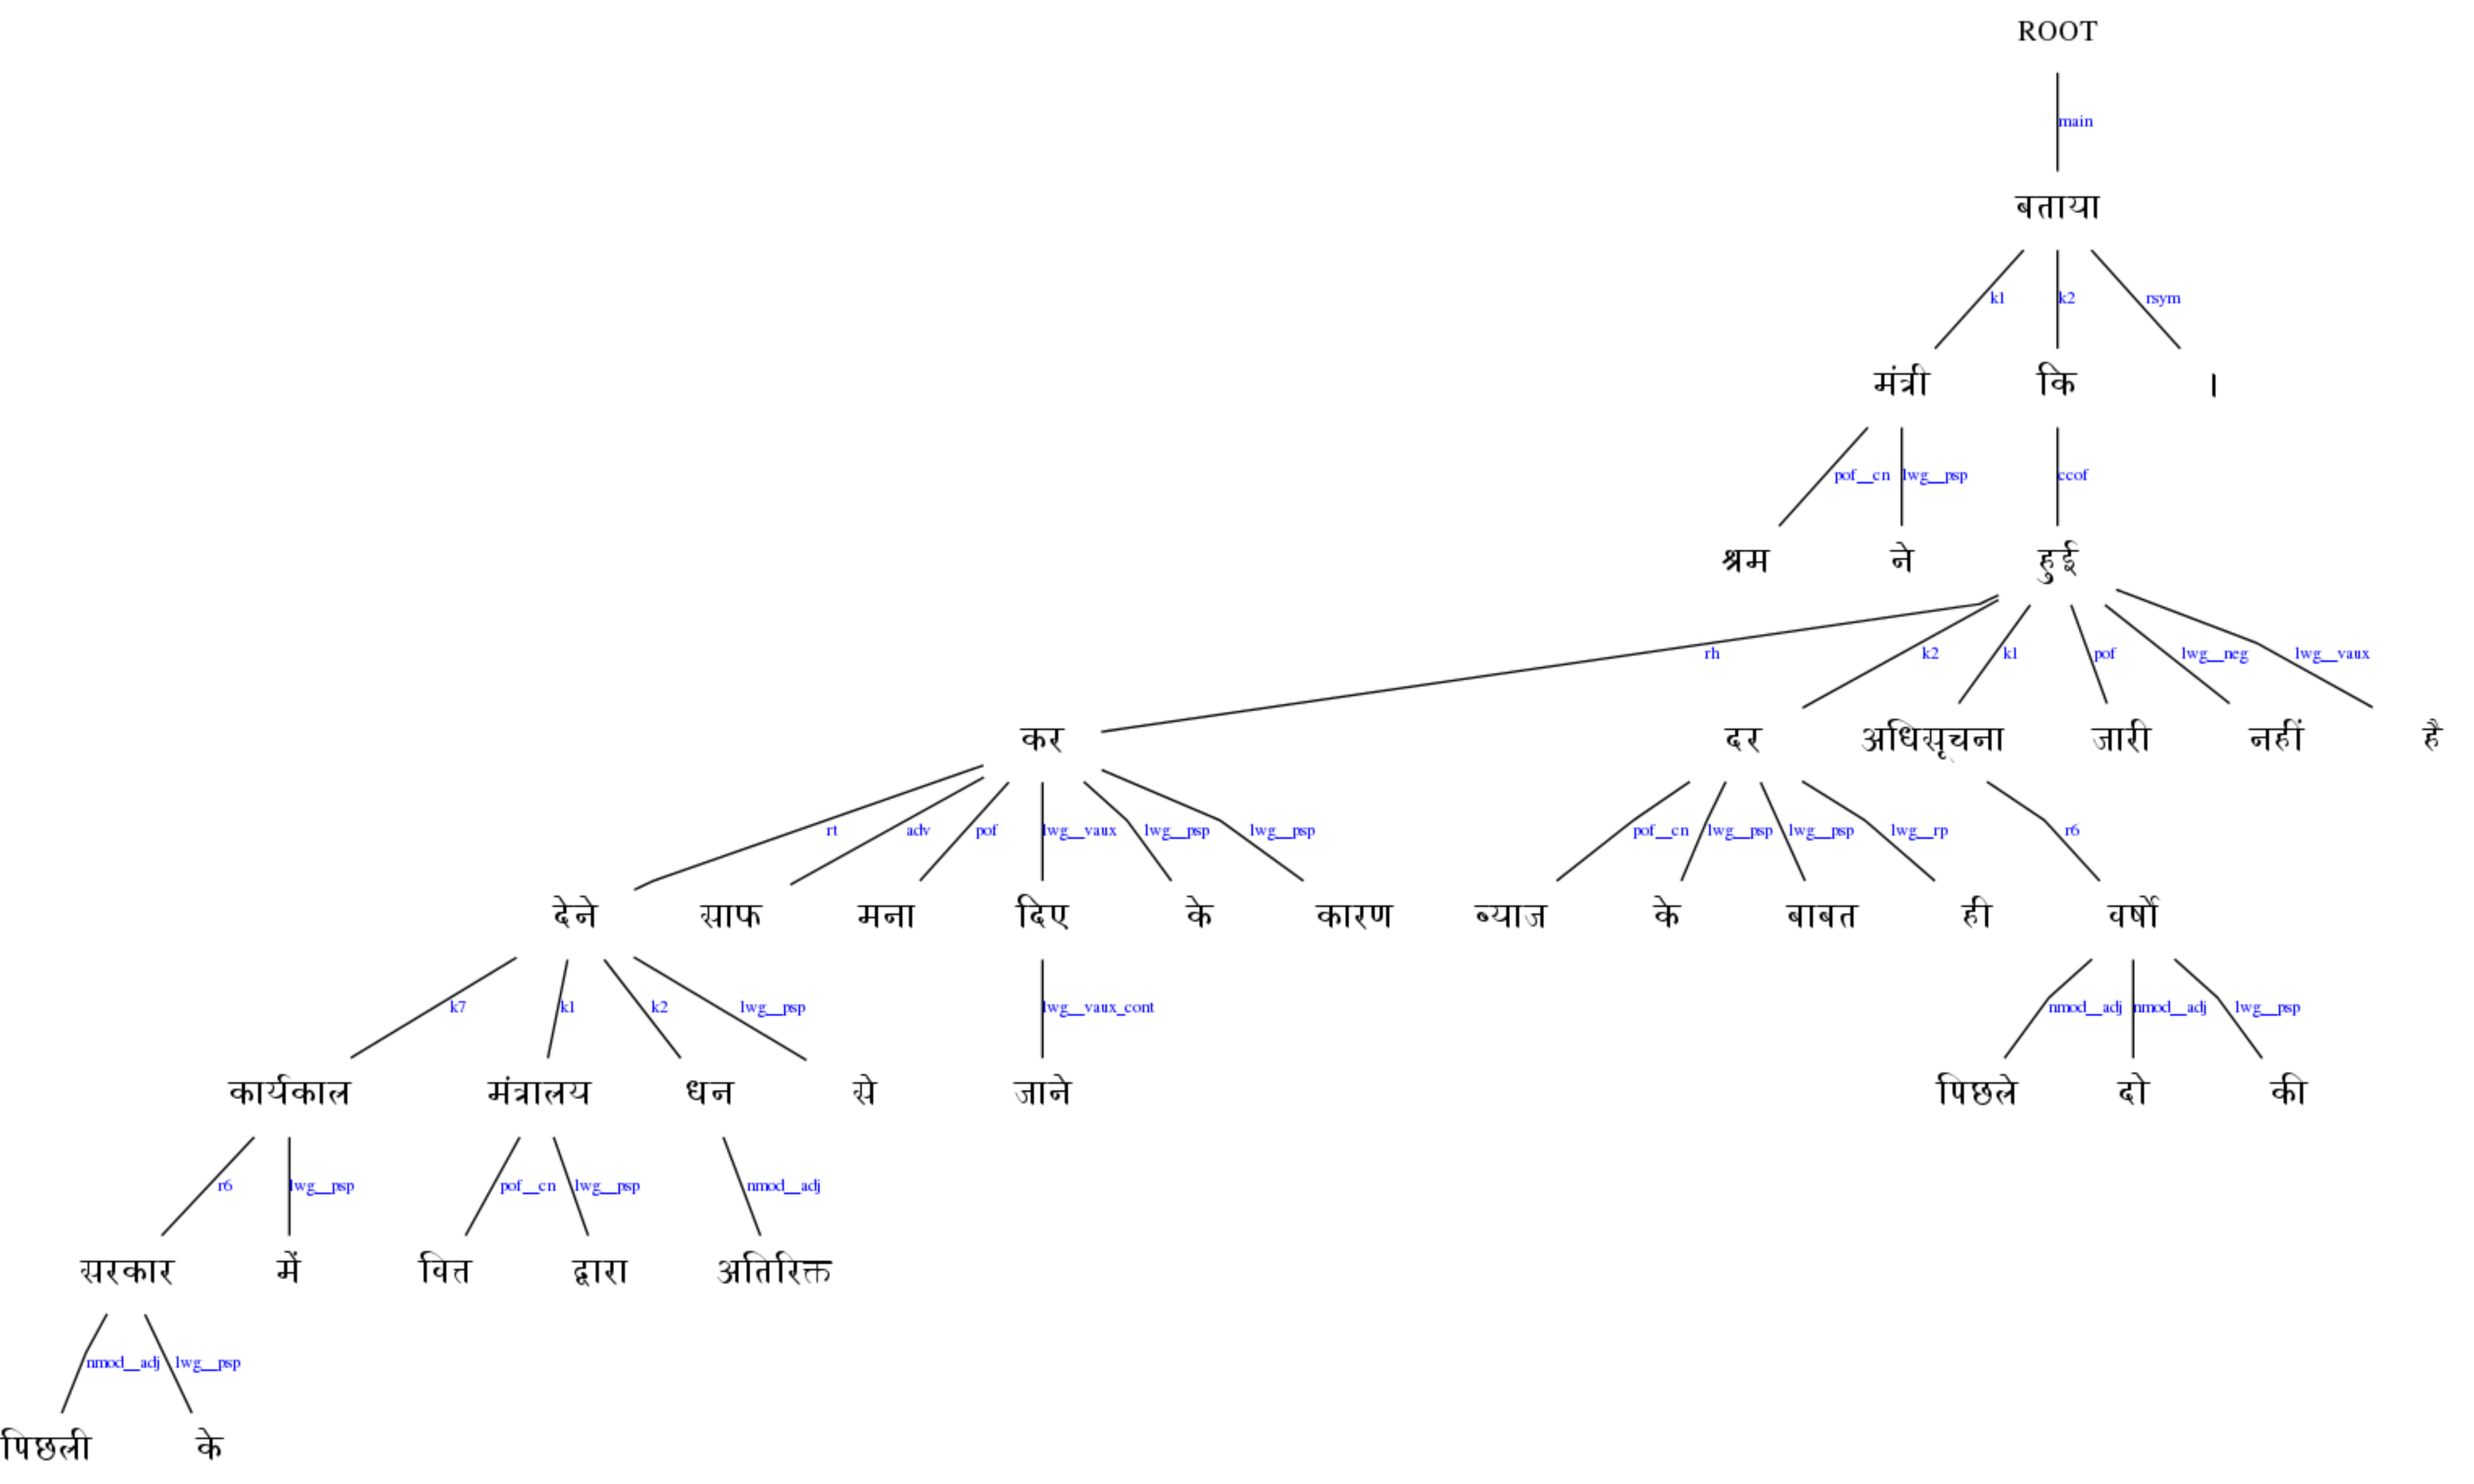 ROOT
main
बताया
k1 k2 rsym
मंत्री कि ।
pof__cn lwg__psp ccof
श्रम ने हुई
rh k2 k1 pof lwg__neg lwg__vaux
कर दर अधिसूचना जारी नहीं है
rt adv pof lwg__vaux lwg__psp lwg__psp pof__cn lwg__psp lwg__psp lwg__rp r6
देने साफ मना दिए के कारण ब्याज के बाबत ही वर्षों
k7 k1 k2 lwg__psp lwg__vaux_cont nmod__adj nmod__adj lwg__psp
कार्यकाल मंत्रालय धन से जाने पिछले दो की
r6 lwg__psp pof__cn lwg__psp nmod__adj
सरकार में वित्त द्वारा अतिरिक्त
nmod__adj lwg__psp
पिछली के